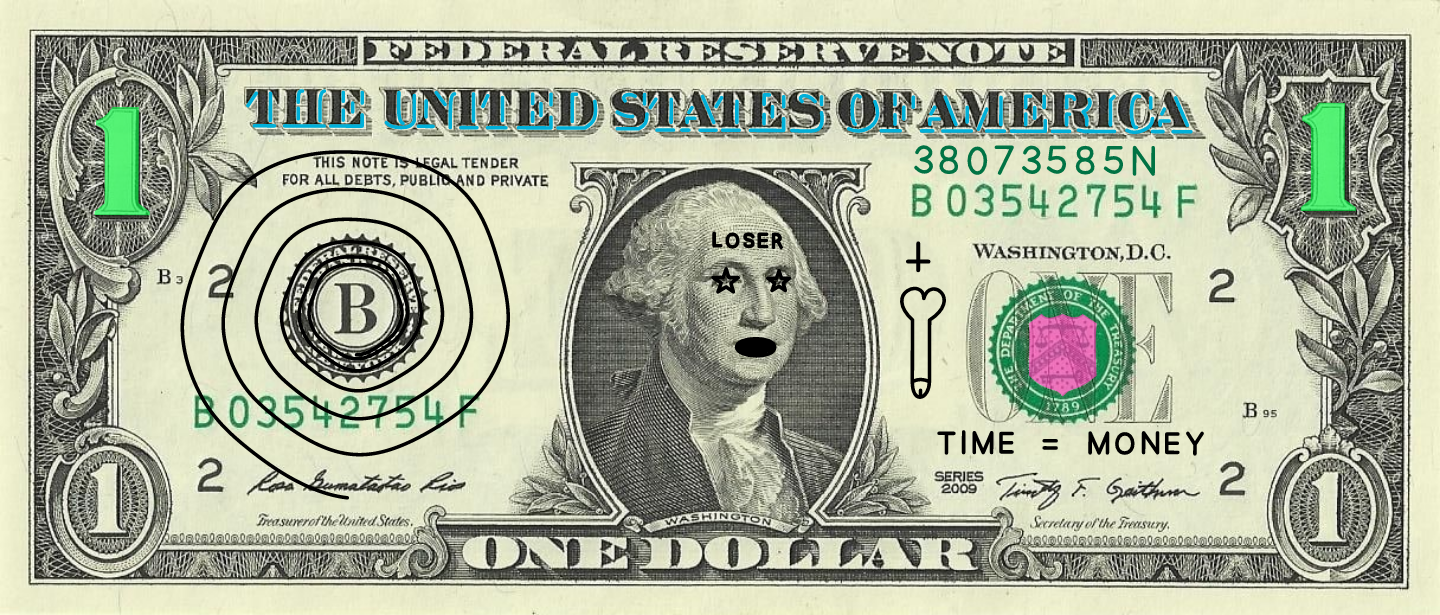 FEDERAL RESERVE NOTE
THE UNITED STATES OF AMERICA
1
1
THIS NOTE IS LEGAL TENDER
FOR ALL DEBTS, PUBLIC AND PRIVATE
38073585N
B 03542754 F
LOSER
WASHINGTON, D.C.
B 3
2
2
B
+
ONE
THE DEPARTMENT OF THE TREASURY
1789
B 03542754 F
B 95
TIME = MONEY
2
2
Rosa Gumataotao Rios
SERIES
2009
Timothy F. Geithner
Treasurer of the United States.
WASHINGTON
Secretary of the Treasury.
1
1
ONE DOLLAR